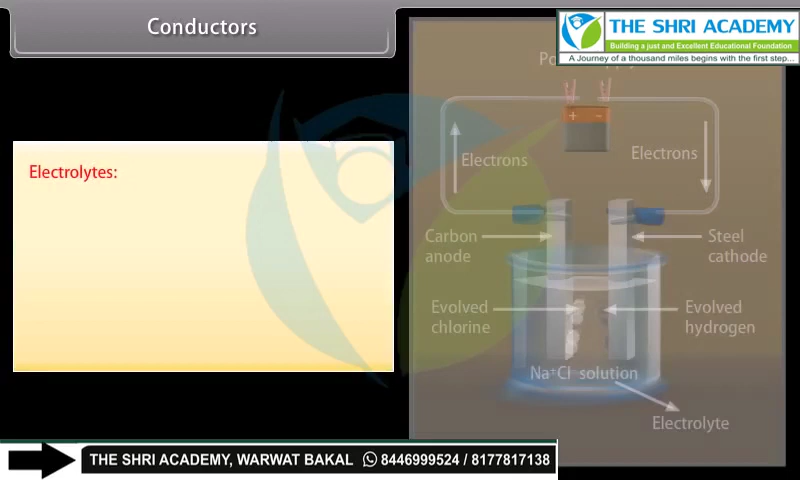 Conductors
THE SHRI ACADEMY
Building a just and Excellent Educational Foundation
A Journey of a thousand miles begins with the first step...
Electrolytes:
+ −
Electrons
Electrons
Carbon
anode
Steel
cathode
Evolved
chlorine
Evolved
hydrogen
Na⁺Cl⁻ solution
Electrolyte
THE SHRI ACADEMY, WARWAT BAKAL 8446999524 / 8177817138